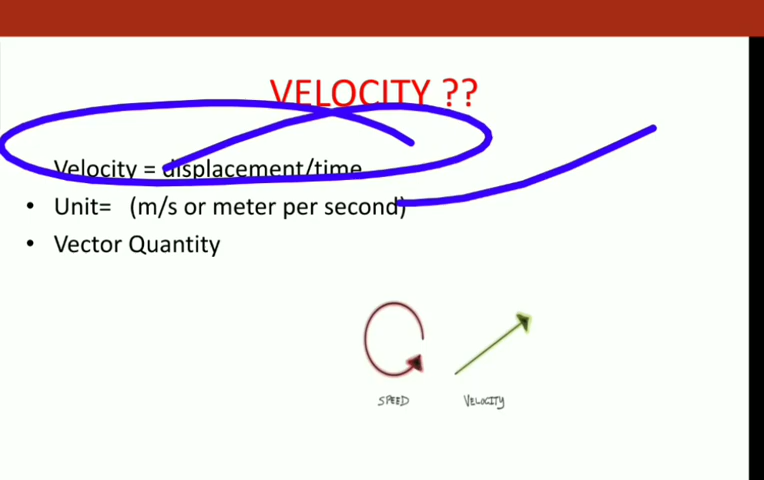 VELOCITY ??
Velocity = displacement/time
• Unit= (m/s or meter per second)
• Vector Quantity
SPEED VELOCITY